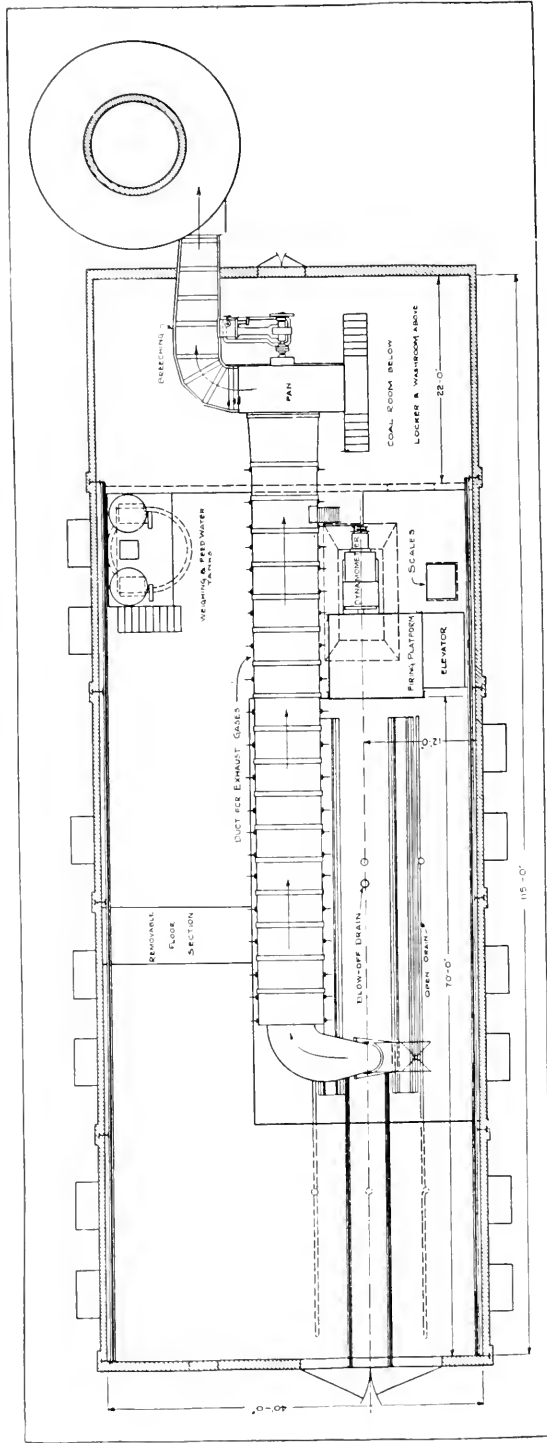 BREECHING
FAN
COAL ROOM BELOW
LOCKER & WASHROOM ABOVE
22'-0"
WEIGHING & FEED WATER
TANKS
DYNAMOMETER
SCALES
FIRING PLATFORM
ELEVATOR
DUCT FOR EXHAUST GASES
12'-0"
REMOVABLE
FLOOR
SECTION
BLOW-OFF DRAIN
OPEN DRAIN
70'-0"
115'-0"
40'-0"